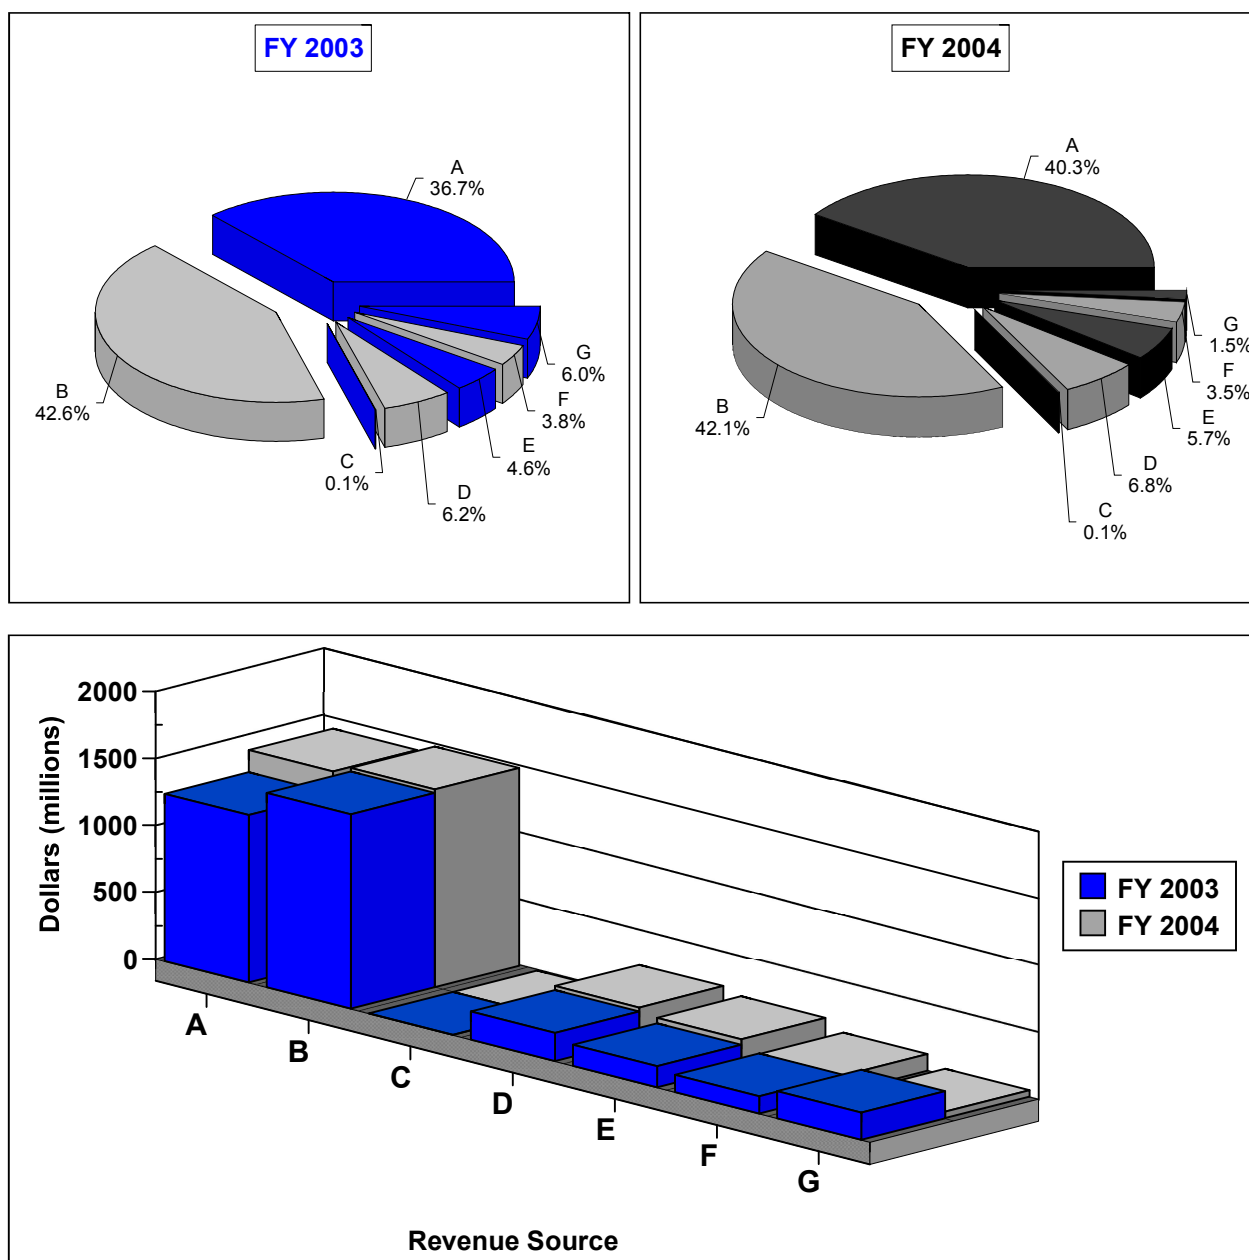 FY 2003
A
36.7%
B
42.6%
C
0.1%
D
6.2%
E
4.6%
F
3.8%
G
6.0%
FY 2004
A
40.3%
B
42.1%
C
0.1%
D
6.8%
E
5.7%
F
3.5%
G
1.5%
Dollars (millions)
2000
1500
1000
500
0
A
B
C
D
E
F
G
Revenue Source
FY 2003
FY 2004